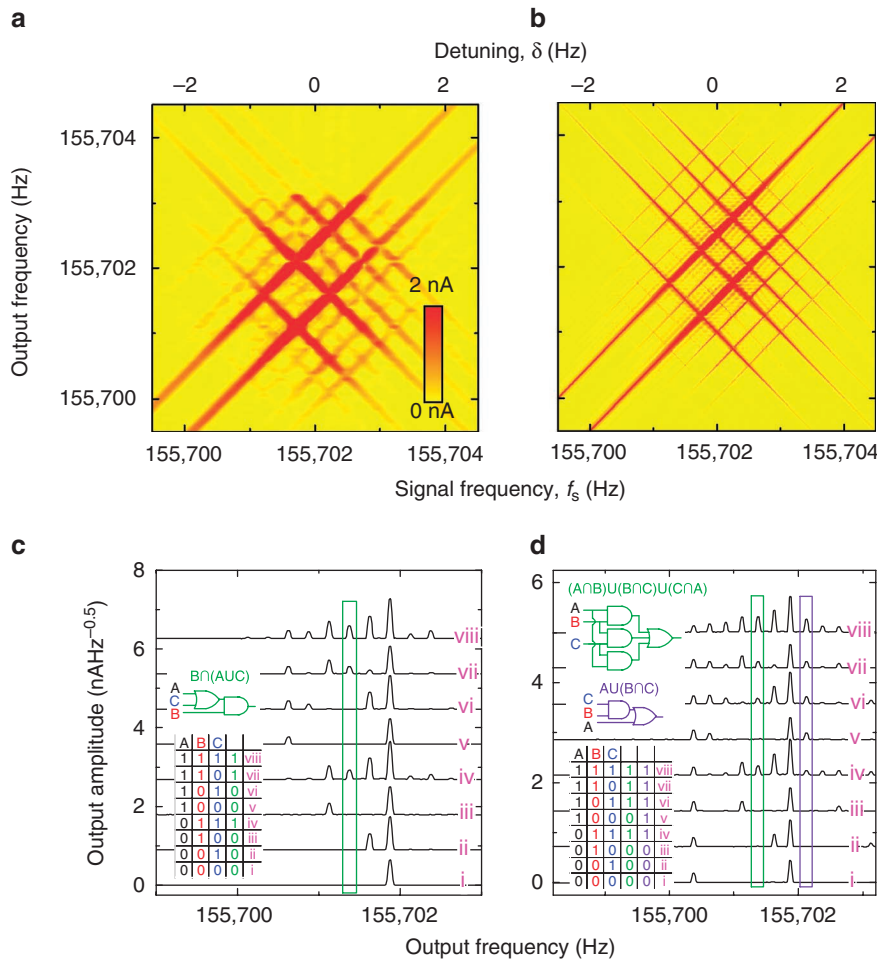 a
Detuning, δ (Hz)
−2 0 2
Output frequency (Hz)
155,704
155,702
155,700
2 nA
0 nA
155,700 155,702 155,704
b
−2 0 2
155,700 155,702 155,704
Signal frequency, fs (Hz)
c
Output amplitude (nAHz−0.5)
8
6
4
2
0
viii
vii
vi
v
iv
iii
ii
i
B∩(AUC)
A
C
B
A B C
1 1 1 1 viii
1 1 0 1 vii
1 0 1 0 vi
1 0 0 0 v
0 1 1 1 iv
0 1 0 0 iii
0 0 1 0 ii
0 0 0 0 i
155,700 155,702
d
6
4
2
0
(A∩B)U(B∩C)U(C∩A)
A
B
C
AU(B∩C)
C
B
A
viii
vii
vi
v
iv
iii
ii
i
A B C
1 1 1 1 1 viii
1 1 0 1 1 vii
1 0 1 1 1 vi
1 0 0 0 1 v
0 1 1 1 1 iv
0 1 0 0 0 iii
0 0 1 0 0 ii
0 0 0 0 0 i
155,700 155,702
Output frequency (Hz)